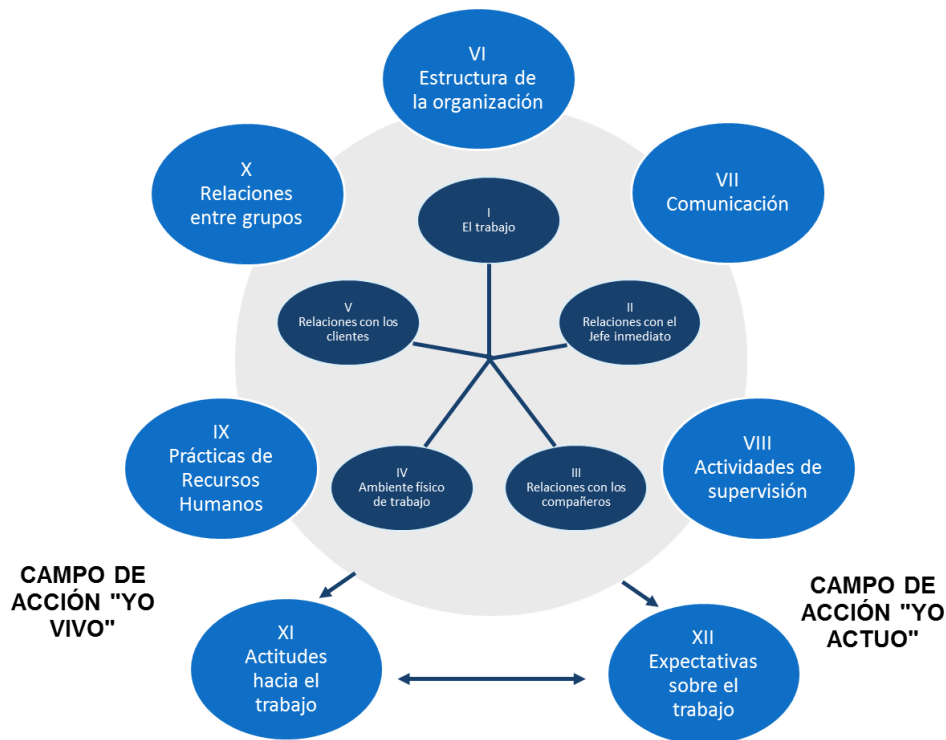 VI
Estructura de
la organización
X
Relaciones
entre grupos
VII
Comunicación
I
El trabajo
V
Relaciones con los
clientes
II
Relaciones con el
Jefe inmediato
IX
Prácticas de
Recursos
Humanos
IV
Ambiente físico
de trabajo
III
Relaciones con los
compañeros
VIII
Actividades de
supervisión
CAMPO DE
ACCIÓN "YO
VIVO"
CAMPO DE
ACCIÓN "YO
ACTUO"
XI
Actitudes
hacia el
trabajo
XII
Expectativas
sobre el
trabajo